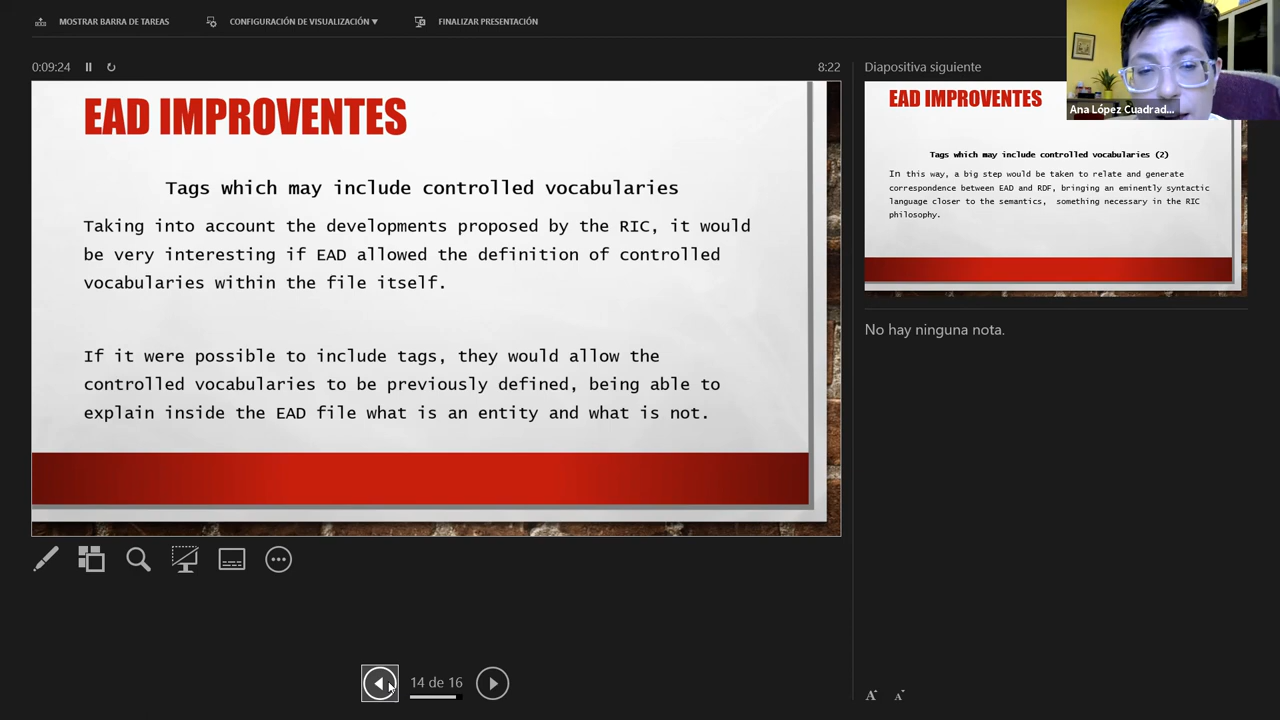 MOSTRAR BARRA DE TAREAS
CONFIGURACIÓN DE VISUALIZACIÓN ▼
FINALIZAR PRESENTACIÓN
0:09:24
8:22
EAD IMPROVENTES
Tags which may include controlled vocabularies
Taking into account the developments proposed by the RIC, it would
be very interesting if EAD allowed the definition of controlled
vocabularies within the file itself.
If it were possible to include tags, they would allow the
controlled vocabularies to be previously defined, being able to
explain inside the EAD file what is an entity and what is not.
14 de 16
Diapositiva siguiente
Ana López Cuadrad...
EAD IMPROVENTES
Tags which may include controlled vocabularies (2)
In this way, a big step would be taken to relate and generate
correspondence between EAD and RDF, bringing an eminently syntactic
language closer to the semantics, something necessary in the RIC
philosophy.
No hay ninguna nota.
A A